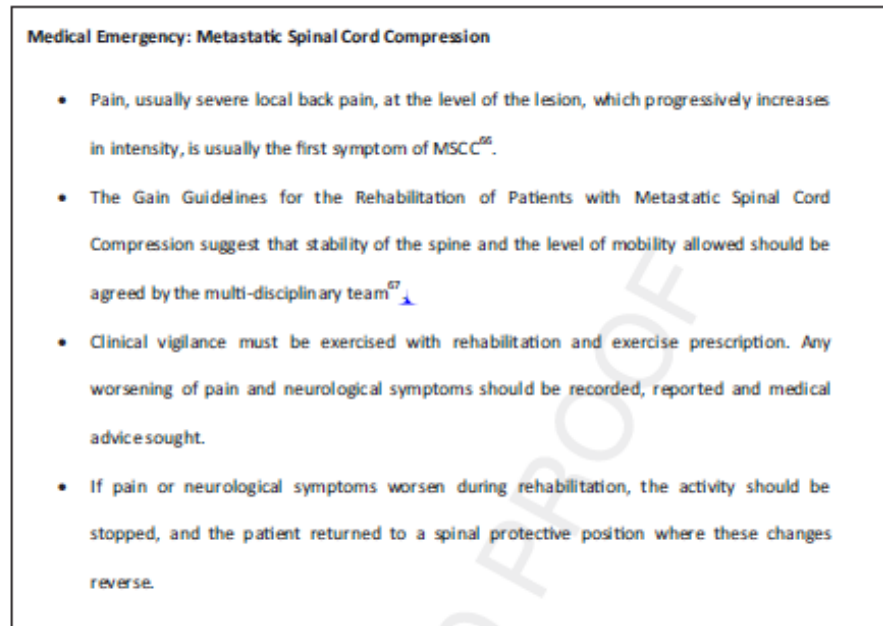 Medical Emergency: Metastatic Spinal Cord Compression
• Pain, usually severe local back pain, at the level of the lesion, which progressively increases
in intensity, is usually the first symptom of MSCC66.
• The Gain Guidelines for the Rehabilitation of Patients with Metastatic Spinal Cord
Compression suggest that stability of the spine and the level of mobility allowed should be
agreed by the multi-disciplinary team67.
• Clinical vigilance must be exercised with rehabilitation and exercise prescription. Any
worsening of pain and neurological symptoms should be recorded, reported and medical
advice sought.
• If pain or neurological symptoms worsen during rehabilitation, the activity should be
stopped, and the patient returned to a spinal protective position where these changes
reverse.
PROOF